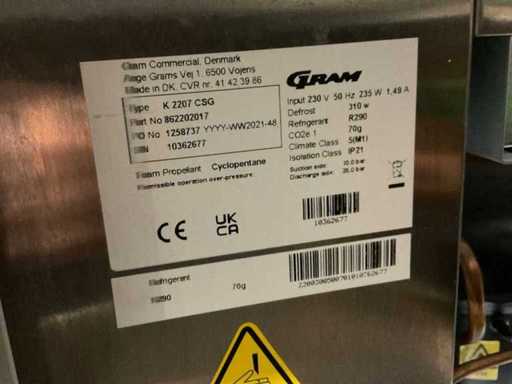 Gram Commercial, Denmark
Aage Grams Vej 1, 6500 Vojens
Made in DK, CVR nr. 41 42 39 86
Type K 2207 CSG
Part No 862202017
PO NO 1258737 YYYY-WW2021-48
S/N 10362677
Foam Propellant Cyclopentane
Permissible operation over-pressure:
CE
UK
CA
GRAM
Input 230 V 50 Hz 235 W 1,49 A
Defrost 310 w
Refrigerant R290
CO2e 1 70g
Climate Class 5(M1)
Isolation Class IP21
Suction side: 10.0 bar
Discharge side: 25.0 bar
10362677
Refrigerant
R290 70g